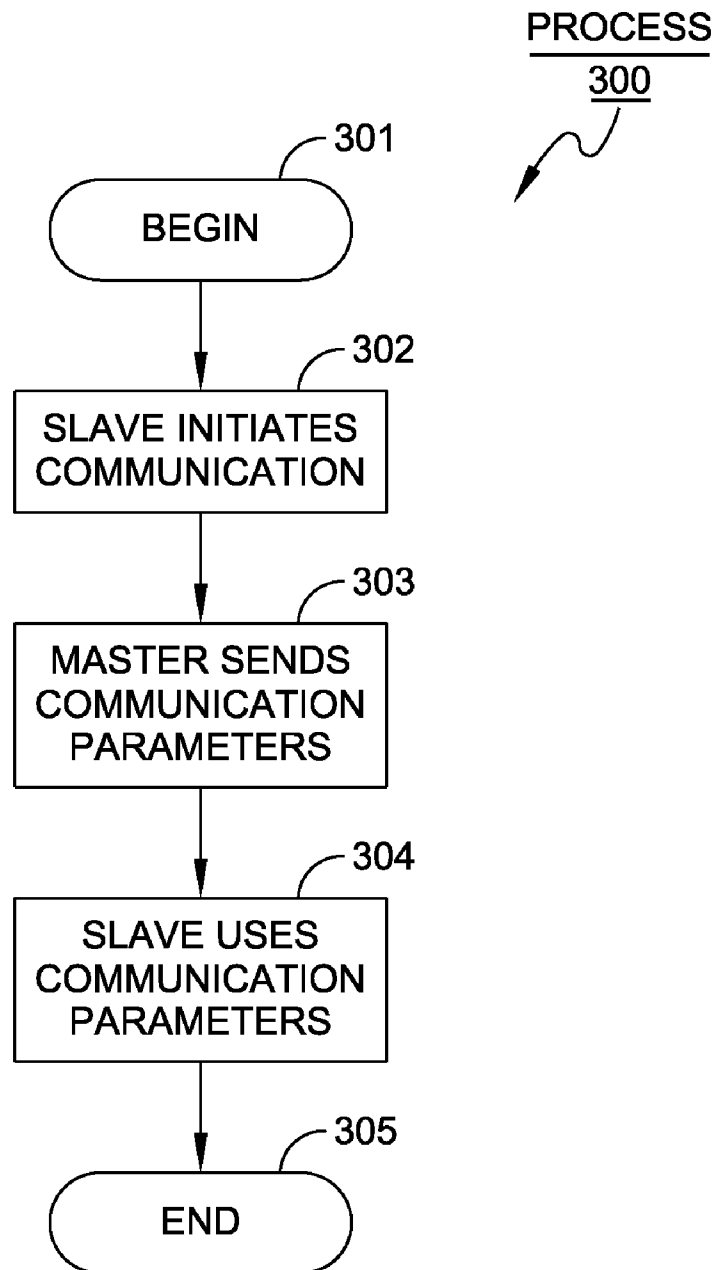 PROCESS
300
301
BEGIN
302
SLAVE INITIATES
COMMUNICATION
303
MASTER SENDS
COMMUNICATION
PARAMETERS
304
SLAVE USES
COMMUNICATION
PARAMETERS
305
END